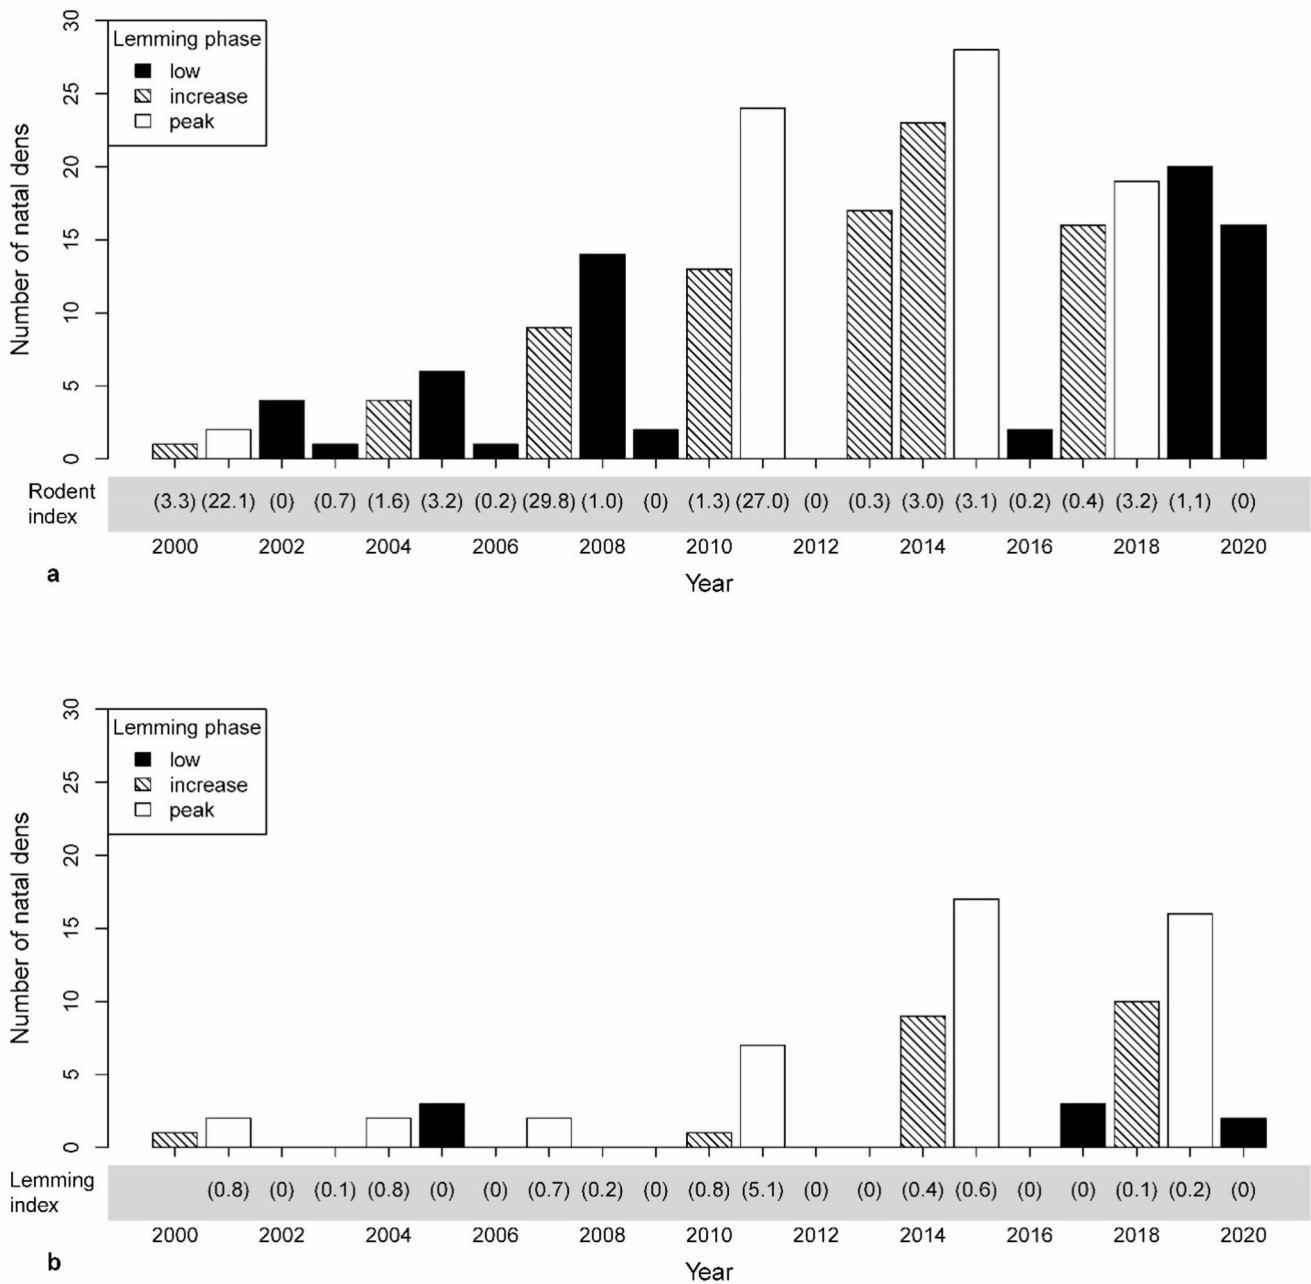 30
25
20
15
10
5
0
Number of natal dens
Lemming phase
low
increase
peak
Rodent
index
(3.3) (22.1) (0) (0.7) (1.6) (3.2) (0.2) (29.8) (1.0) (0) (1.3) (27.0) (0) (0.3) (3.0) (3.1) (0.2) (0.4) (3.2) (1,1) (0)
2000 2002 2004 2006 2008 2010 2012 2014 2016 2018 2020
a
Year
30
25
20
15
10
5
0
Number of natal dens
Lemming phase
low
increase
peak
Lemming
index
(0.8) (0) (0.1) (0.8) (0) (0) (0.7) (0.2) (0) (0.8) (5.1) (0) (0) (0.4) (0.6) (0) (0) (0.1) (0.2) (0)
2000 2002 2004 2006 2008 2010 2012 2014 2016 2018 2020
b
Year